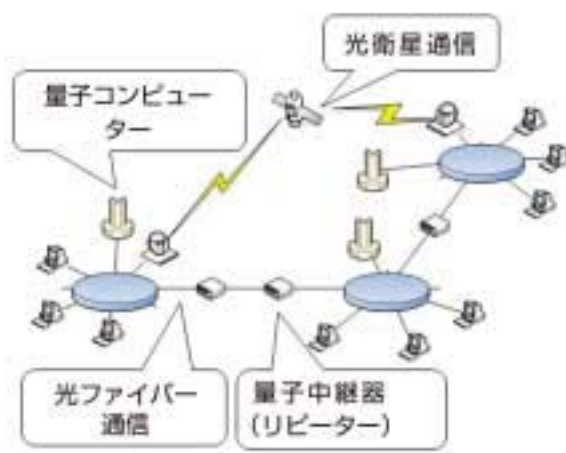 光衛星通信
量子コンピュー
ター
光ファイバー
通信
量子中継器
(リピーター)